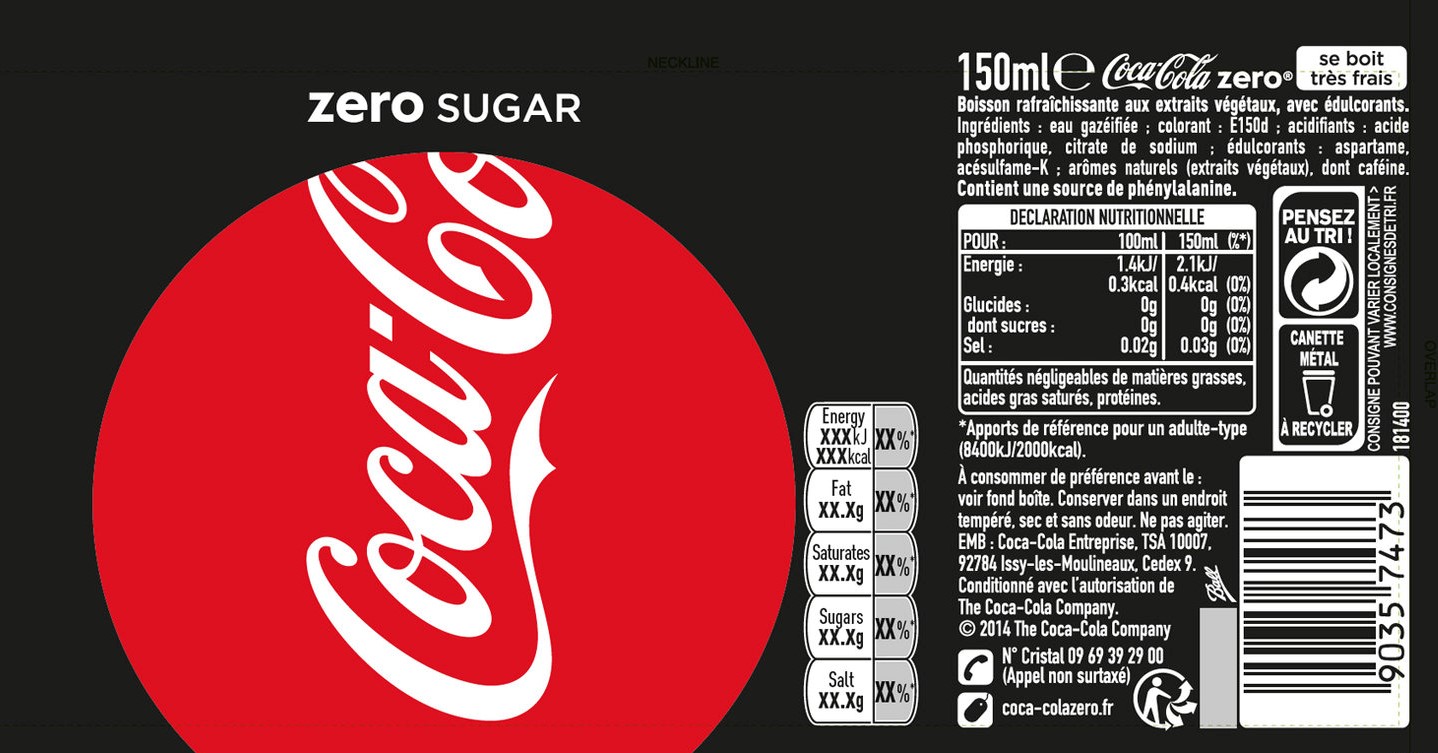 NECKLINE
zero SUGAR
Coca-Co
Energy
XXXkJ
XXXkcal
XX%*
Fat
XX.Xg
XX%*
Saturates
XX.Xg
XX%*
Sugars
XX.Xg
XX%*
Salt
XX.Xg
XX%*
150ml e Coca-Cola zero®
se boit
très frais
Boisson rafraîchissante aux extraits végétaux, avec édulcorants.
Ingrédients : eau gazéifiée ; colorant : E150d ; acidifiants : acide
phosphorique, citrate de sodium ; édulcorants : aspartame,
acésulfame-K ; arômes naturels (extraits végétaux), dont caféine.
Contient une source de phénylalanine.
DECLARATION NUTRITIONNELLE
POUR : 100ml 150ml (%*)
Energie : 1.4kJ/ 2.1kJ/
0.3kcal 0.4kcal (0%)
Glucides : 0g 0g (0%)
dont sucres : 0g 0g (0%)
Sel : 0.02g 0.03g (0%)
Quantités négligeables de matières grasses,
acides gras saturés, protéines.
*Apports de référence pour un adulte-type
(8400kJ/2000kcal).
À consommer de préférence avant le :
voir fond boîte. Conserver dans un endroit
tempéré, sec et sans odeur. Ne pas agiter.
EMB : Coca-Cola Entreprise, TSA 10007,
92784 Issy-les-Moulineaux, Cedex 9.
Conditionné avec l'autorisation de
The Coca-Cola Company.
© 2014 The Coca-Cola Company
N° Cristal 09 69 39 29 00
(Appel non surtaxé)
coca-colazero.fr
PENSEZ
AU TRI !
CANETTE
MÉTAL
À RECYCLER
CONSIGNE POUVANT VARIER LOCALEMENT >
WWW.CONSIGNESDETRI.FR
181400
Ball
90357473
OVERLAP